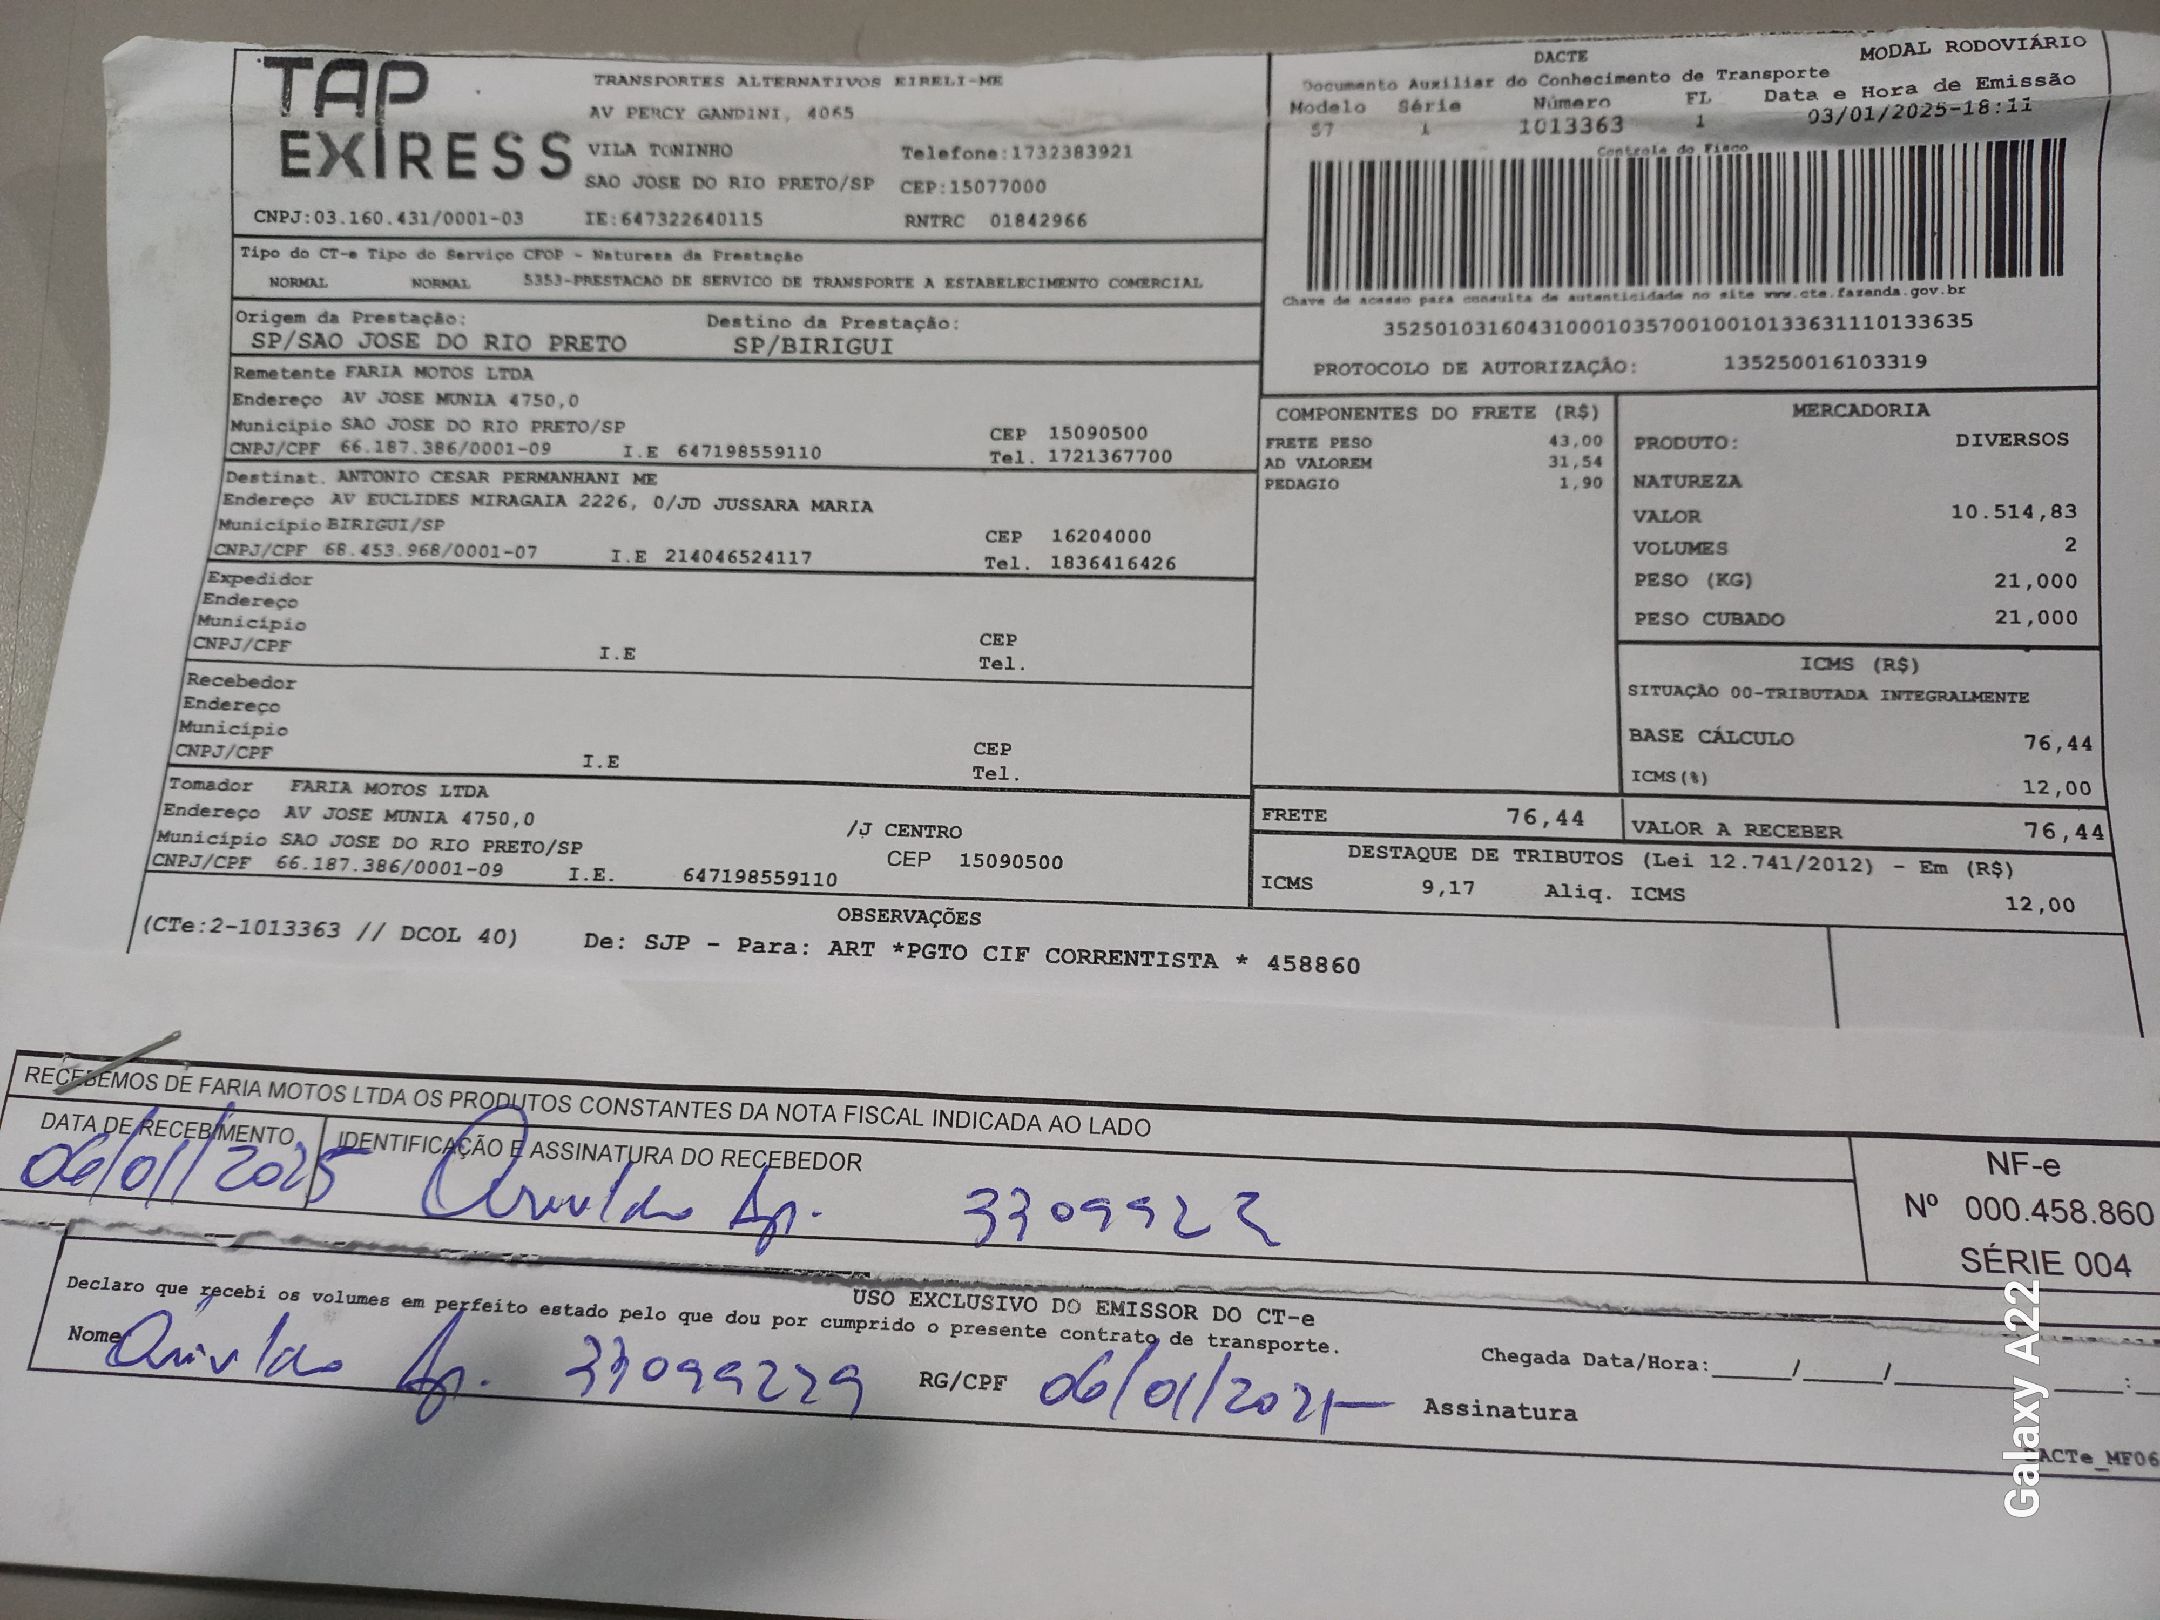 TAP EXIRESS
TRANSPORTES ALTERNATIVOS EIRELI-ME
AV PERCY GANDINI, 4065
VILA TONINHO Telefone:1732383921
SAO JOSE DO RIO PRETO/SP CEP:15077000
CNPJ:03.160.431/0001-03 IE:647322640115 RNTRC 01842966
DACTE MODAL RODOVIÁRIO
Documento Auxiliar do Conhecimento de Transporte
Modelo Série Número FL Data e Hora de Emissão
57 1 1013363 1 03/01/2025-18:11
Controle do Fisco
Chave de acesso para consulta de autenticidade no site www.cte.fazenda.gov.br
35250103160431000103570010010133631110133635
PROTOCOLO DE AUTORIZAÇÃO: 135250016103319
Tipo do CT-e Tipo do Serviço CFOP - Natureza da Prestação
NORMAL NORMAL 5353-PRESTACAO DE SERVICO DE TRANSPORTE A ESTABELECIMENTO COMERCIAL
Origem da Prestação: Destino da Prestação:
SP/SAO JOSE DO RIO PRETO SP/BIRIGUI
Remetente FARIA MOTOS LTDA
Endereço AV JOSE MUNIA 4750,0
Município SAO JOSE DO RIO PRETO/SP CEP 15090500
CNPJ/CPF 66.187.386/0001-09 I.E 647198559110 Tel. 1721367700
Destinat. ANTONIO CESAR PERMANHANI ME
Endereço AV EUCLIDES MIRAGAIA 2226, 0/JD JUSSARA MARIA
Município BIRIGUI/SP CEP 16204000
CNPJ/CPF 68.453.968/0001-07 I.E 214046524117 Tel. 1836416426
Expedidor
Endereço
Município CEP
CNPJ/CPF I.E Tel.
Recebedor
Endereço
Município CEP
CNPJ/CPF I.E Tel.
Tomador FARIA MOTOS LTDA
Endereço AV JOSE MUNIA 4750,0 /J CENTRO
Município SAO JOSE DO RIO PRETO/SP CEP 15090500
CNPJ/CPF 66.187.386/0001-09 I.E. 647198559110
COMPONENTES DO FRETE (R$)
FRETE PESO 43,00
AD VALOREM 31,54
PEDAGIO 1,90
MERCADORIA
PRODUTO: DIVERSOS
NATUREZA
VALOR 10.514,83
VOLUMES 2
PESO (KG) 21,000
PESO CUBADO 21,000
ICMS (R$)
SITUAÇÃO 00-TRIBUTADA INTEGRALMENTE
BASE CÁLCULO 76,44
ICMS(%) 12,00
FRETE 76,44 VALOR A RECEBER 76,44
DESTAQUE DE TRIBUTOS (Lei 12.741/2012) - Em (R$)
ICMS 9,17 Aliq. ICMS 12,00
OBSERVAÇÕES
(CTe:2-1013363 // DCOL 40) De: SJP - Para: ART *PGTO CIF CORRENTISTA * 458860
RECEBEMOS DE FARIA MOTOS LTDA OS PRODUTOS CONSTANTES DA NOTA FISCAL INDICADA AO LADO
DATA DE RECEBIMENTO IDENTIFICAÇÃO E ASSINATURA DO RECEBEDOR
06/01/2025 Ap.
NF-e
Nº 000.458.860
SÉRIE 004
USO EXCLUSIVO DO EMISSOR DO CT-e
Declaro que recebi os volumes em perfeito estado pelo que dou por cumprido o presente contrato de transporte.
Nome Ap. 33099229 RG/CPF 06/01/2025 Assinatura
Chegada Data/Hora:____/____/____ ____:
ACTe_MF06
Galaxy A22